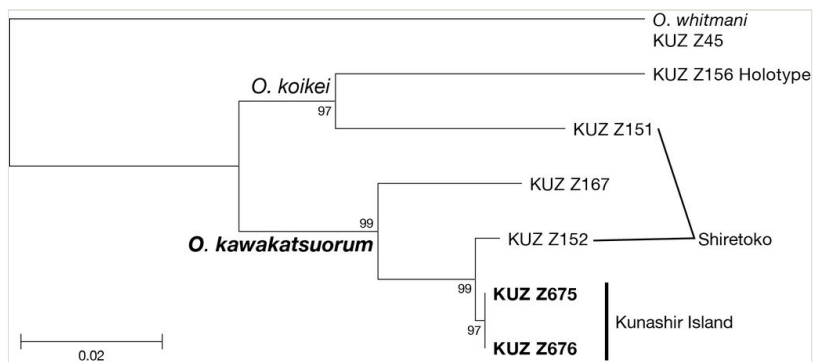 O. whitmani
KUZ Z45
O. koikei
KUZ Z156 Holotype
97
KUZ Z151
KUZ Z167
99
O. kawakatsuorum
KUZ Z152
Shiretoko
99
KUZ Z675
Kunashir Island
97
KUZ Z676
0.02